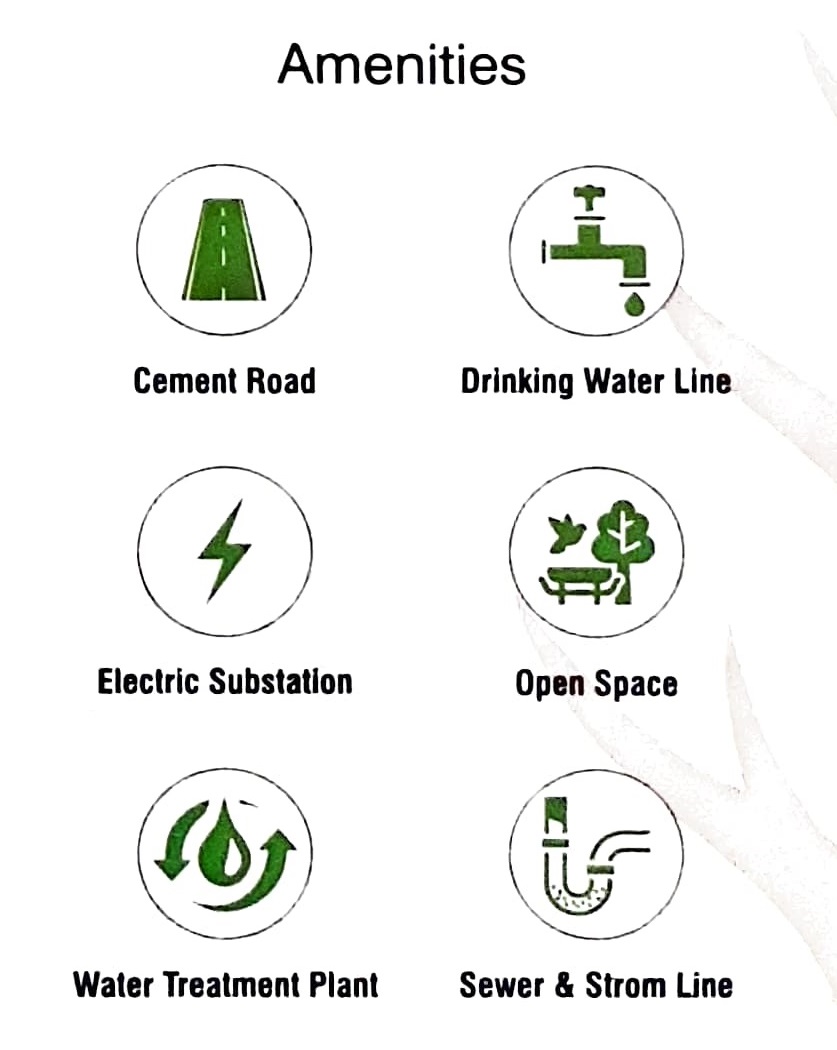 Amenities
Cement Road
Drinking Water Line
Electric Substation
Open Space
Water Treatment Plant
Sewer & Strom Line